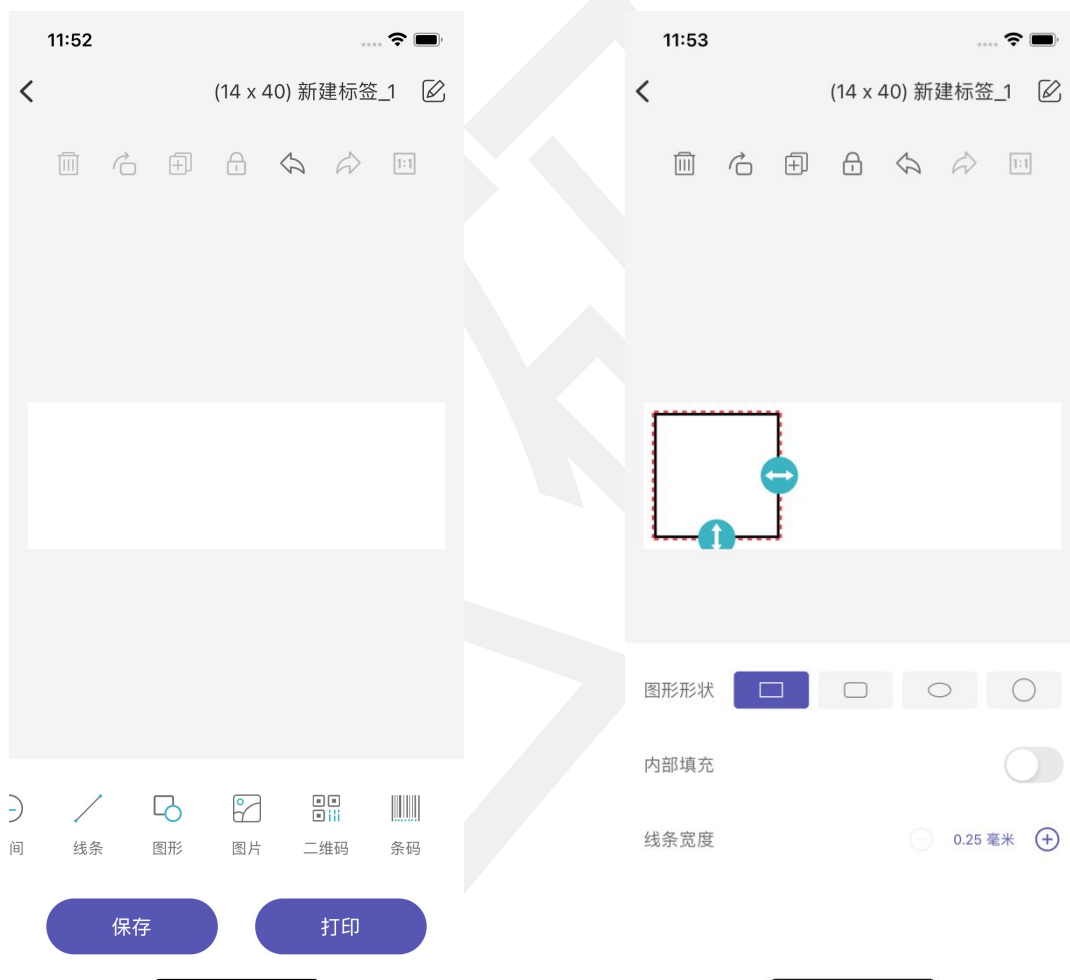 11:52
(14 x 40) 新建标签_1
1:1
间
线条
图形
图片
二维码
条码
保存
打印
11:53
(14 x 40) 新建标签_1
1:1
图形形状
内部填充
线条宽度
0.25 毫米